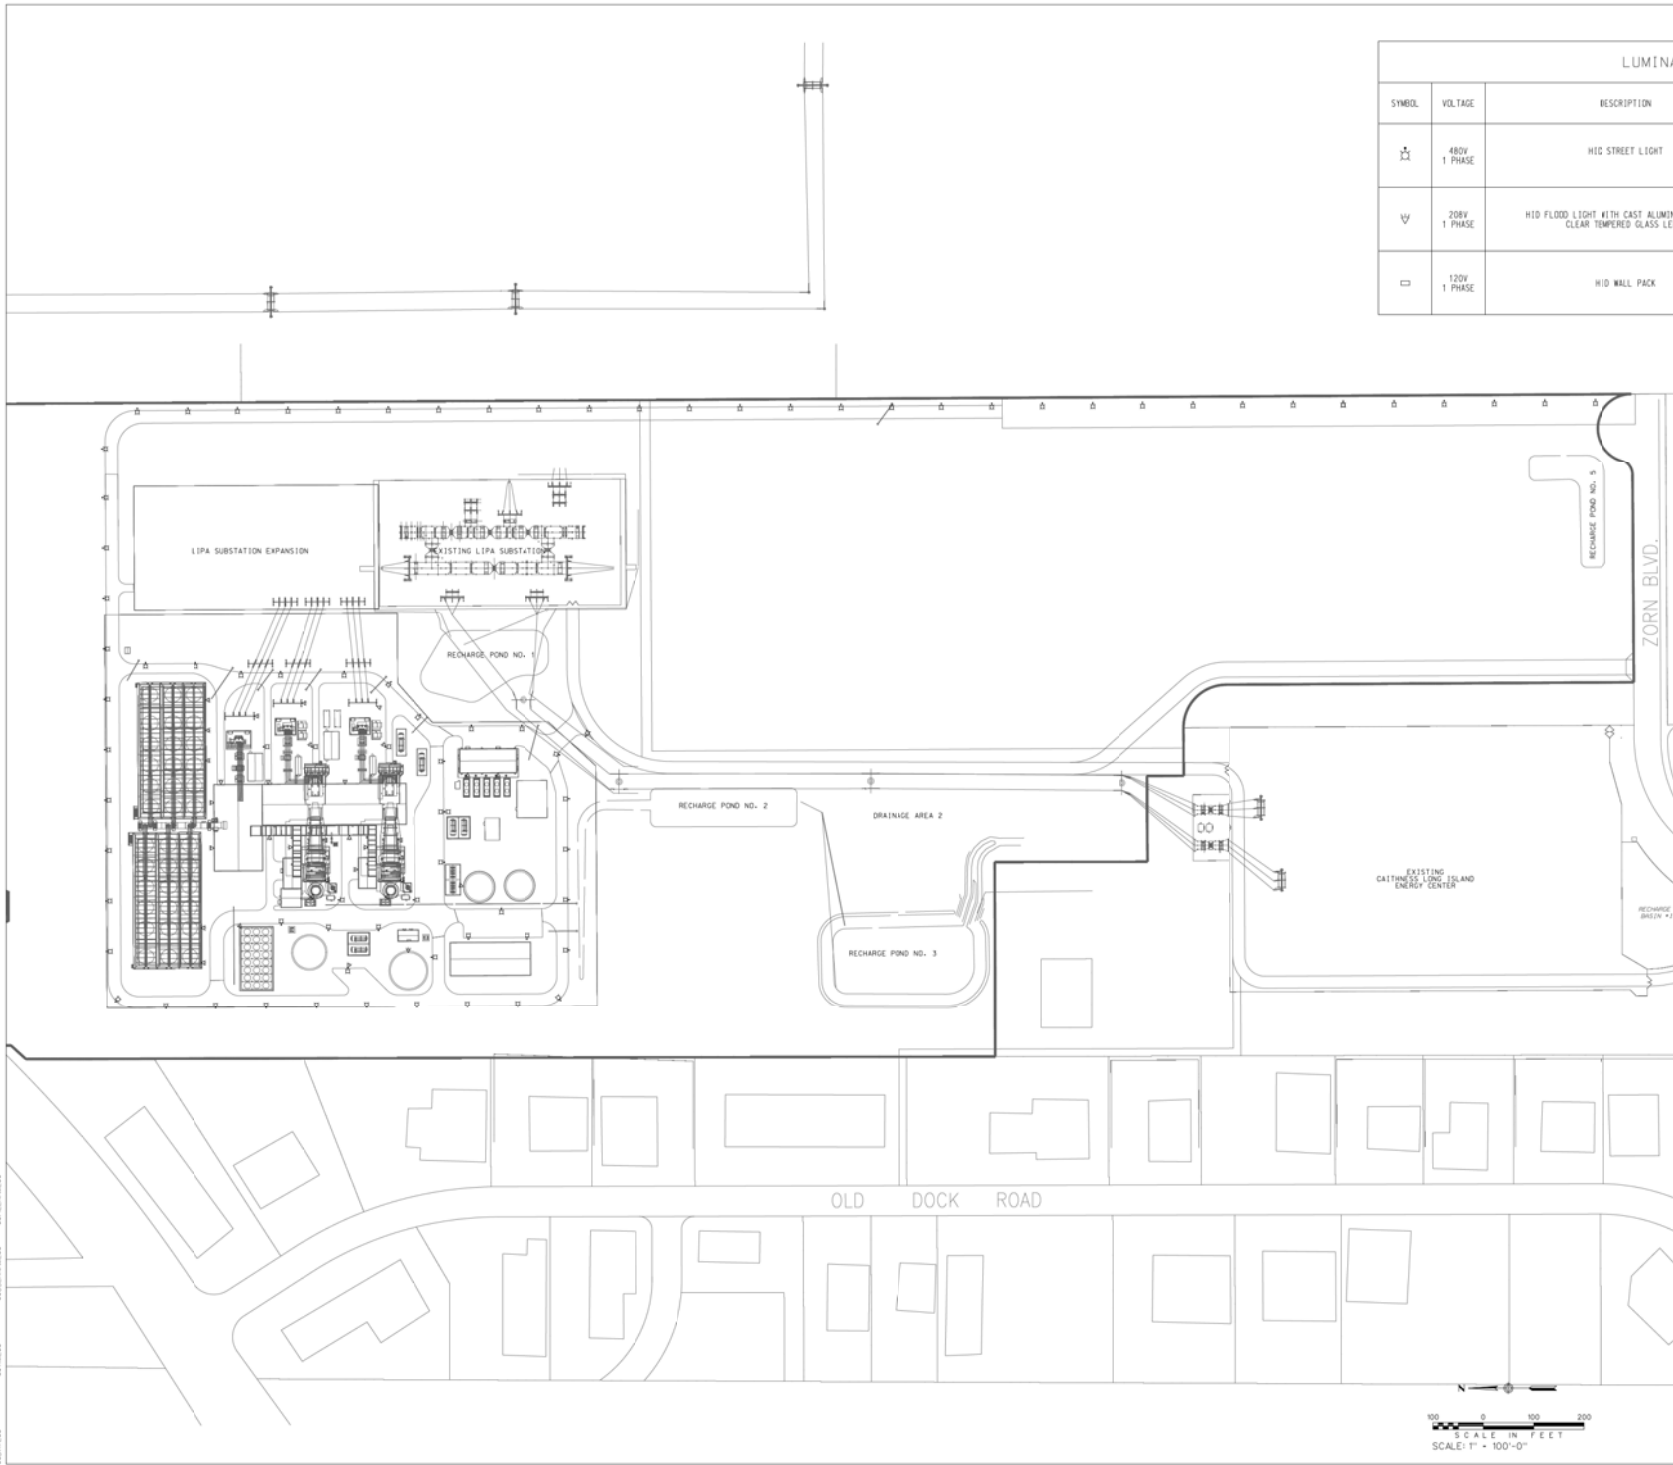 LUMINA
SYMBOL VOLTAGE DESCRIPTION
480V
1 PHASE
HID STREET LIGHT
208V
1 PHASE
HID FLOOD LIGHT WITH CAST ALUMIN
CLEAR TEMPERED GLASS LE
120V
1 PHASE
HID WALL PACK
RECHARGE POND NO. 5
ZORN BLVD.
LIPA SUBSTATION EXPANSION
EXISTING LIPA SUBSTATION
RECHARGE POND NO. 1
RECHARGE POND NO. 2
DRAINAGE AREA 2
EXISTING
CAITHNESS LONG ISLAND
ENERGY CENTER
RECHARGE
BASIN #1
RECHARGE POND NO. 3
OLD DOCK ROAD
N
100 0 100 200
SCALE IN FEET
SCALE: 1" = 100'-0"